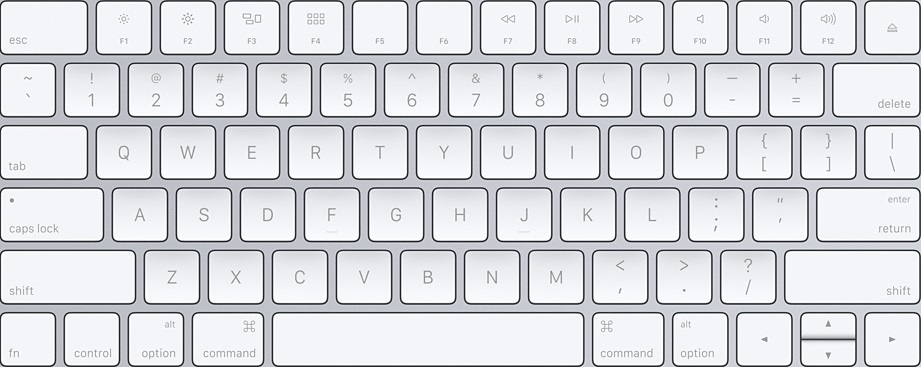 esc F1 F2 F3 F4 F5 F6 F7 F8 F9 F10 F11 F12
~ ! @ # $ % ^ & * ( ) — +
` 1 2 3 4 5 6 7 8 9 0 - = delete
tab Q W E R T Y U I O P { [ } ] | \
caps lock A S D F G H J K L : ; " ' enter return
shift Z X C V B N M < , > . ? / shift
fn control alt option ⌘ command ⌘ command alt option ◄ ▲ ▼ ►